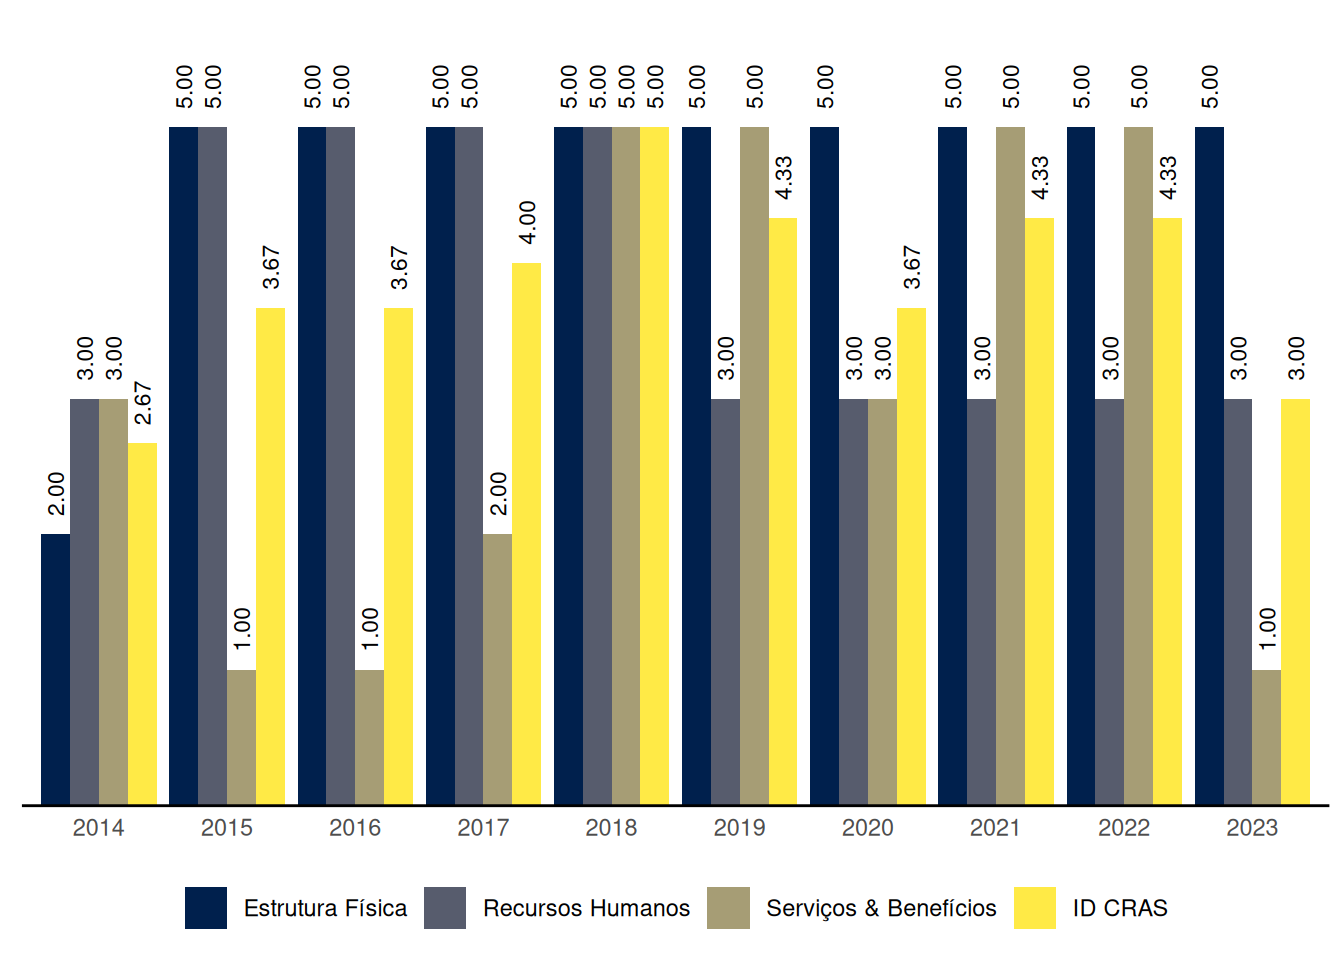 5.00 5.00 5.00 5.00 5.00 5.00 5.00 5.00 5.00 5.00 5.00 5.00 5.00 5.00 5.00 5.00 5.00 5.00
4.33 4.33 4.33
4.00
3.67 3.67 3.67
3.00 3.00 3.00 3.00 3.00 3.00 3.00 3.00 3.00
2.67
2.00 2.00
1.00 1.00 1.00
2014 2015 2016 2017 2018 2019 2020 2021 2022 2023
Estrutura Física Recursos Humanos Serviços & Benefícios ID CRAS